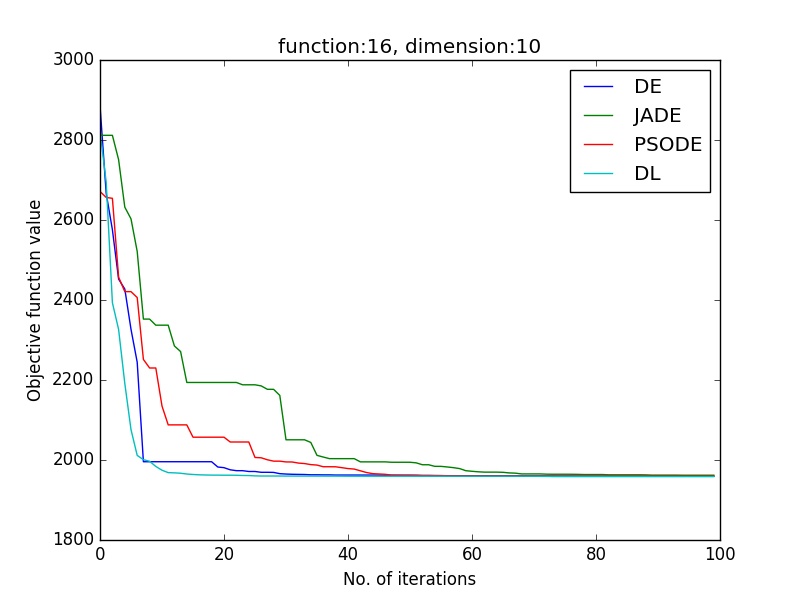 function:16, dimension:10
3000
2800
2600
2400
2200
2000
1800
Objective function value
0
20
40
60
80
100
No. of iterations
DE
JADE
PSODE
DL